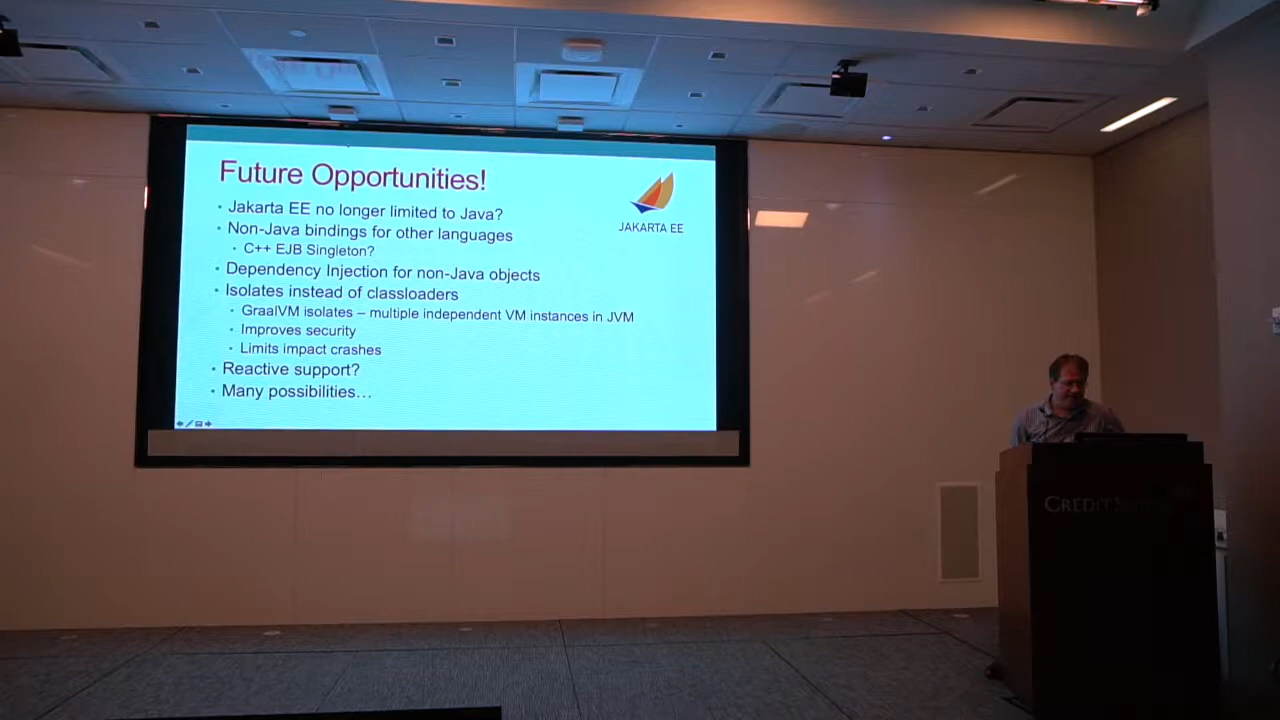 Future Opportunities!
JAKARTA EE
• Jakarta EE no longer limited to Java?
• Non-Java bindings for other languages
• C++ EJB Singleton?
• Dependency Injection for non-Java objects
• Isolates instead of classloaders
• GraalVM isolates – multiple independent VM instances in JVM
• Improves security
• Limits impact crashes
• Reactive support?
• Many possibilities…
CREDIT